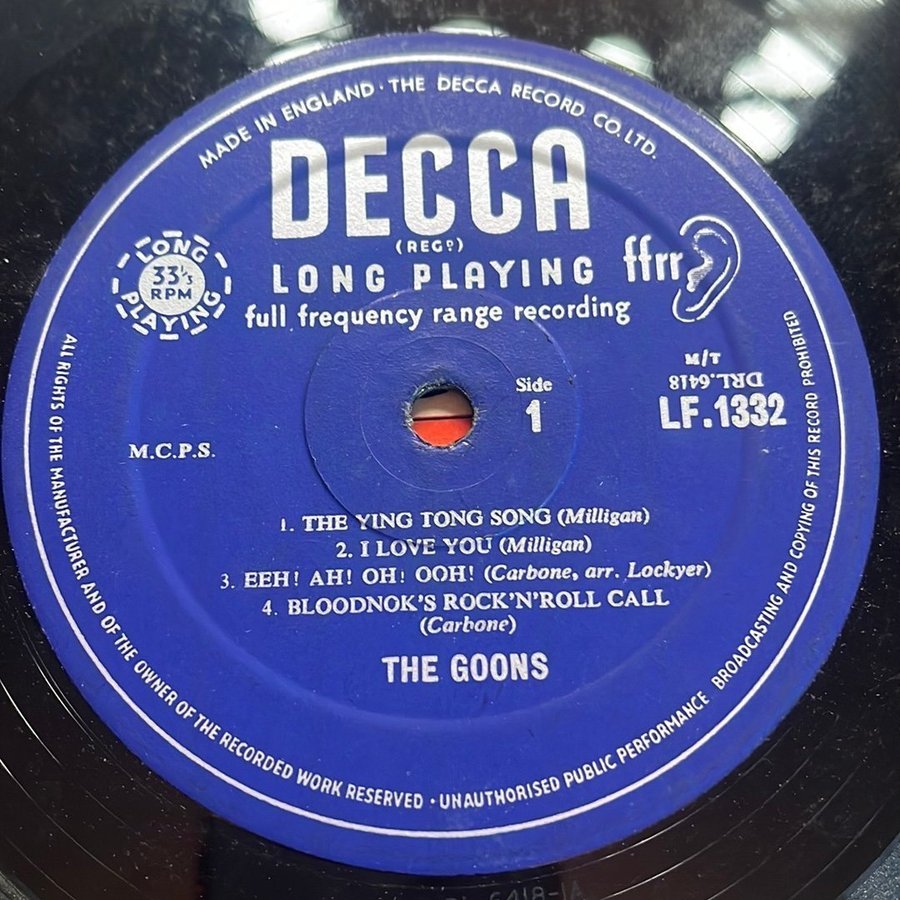 MADE IN ENGLAND · THE DECCA RECORD CO. LTD.
DECCA
(REGᴰ)
LONG PLAYING
full frequency range recording
LONG
33⅓
RPM
PLAYING
ffrr
M/T
DRL.6418
LF.1332
Side
1
M.C.P.S.
1. THE YING TONG SONG (Milligan)
2. I LOVE YOU (Milligan)
3. EEH! AH! OH! OOH! (Carbone, arr. Lockyer)
4. BLOODNOK'S ROCK'N'ROLL CALL
(Carbone)
THE GOONS
ALL RIGHTS OF THE MANUFACTURER AND OF THE OWNER OF THE RECORDED WORK RESERVED · UNAUTHORISED PUBLIC PERFORMANCE BROADCASTING AND COPYING OF THIS RECORD PROHIBITED